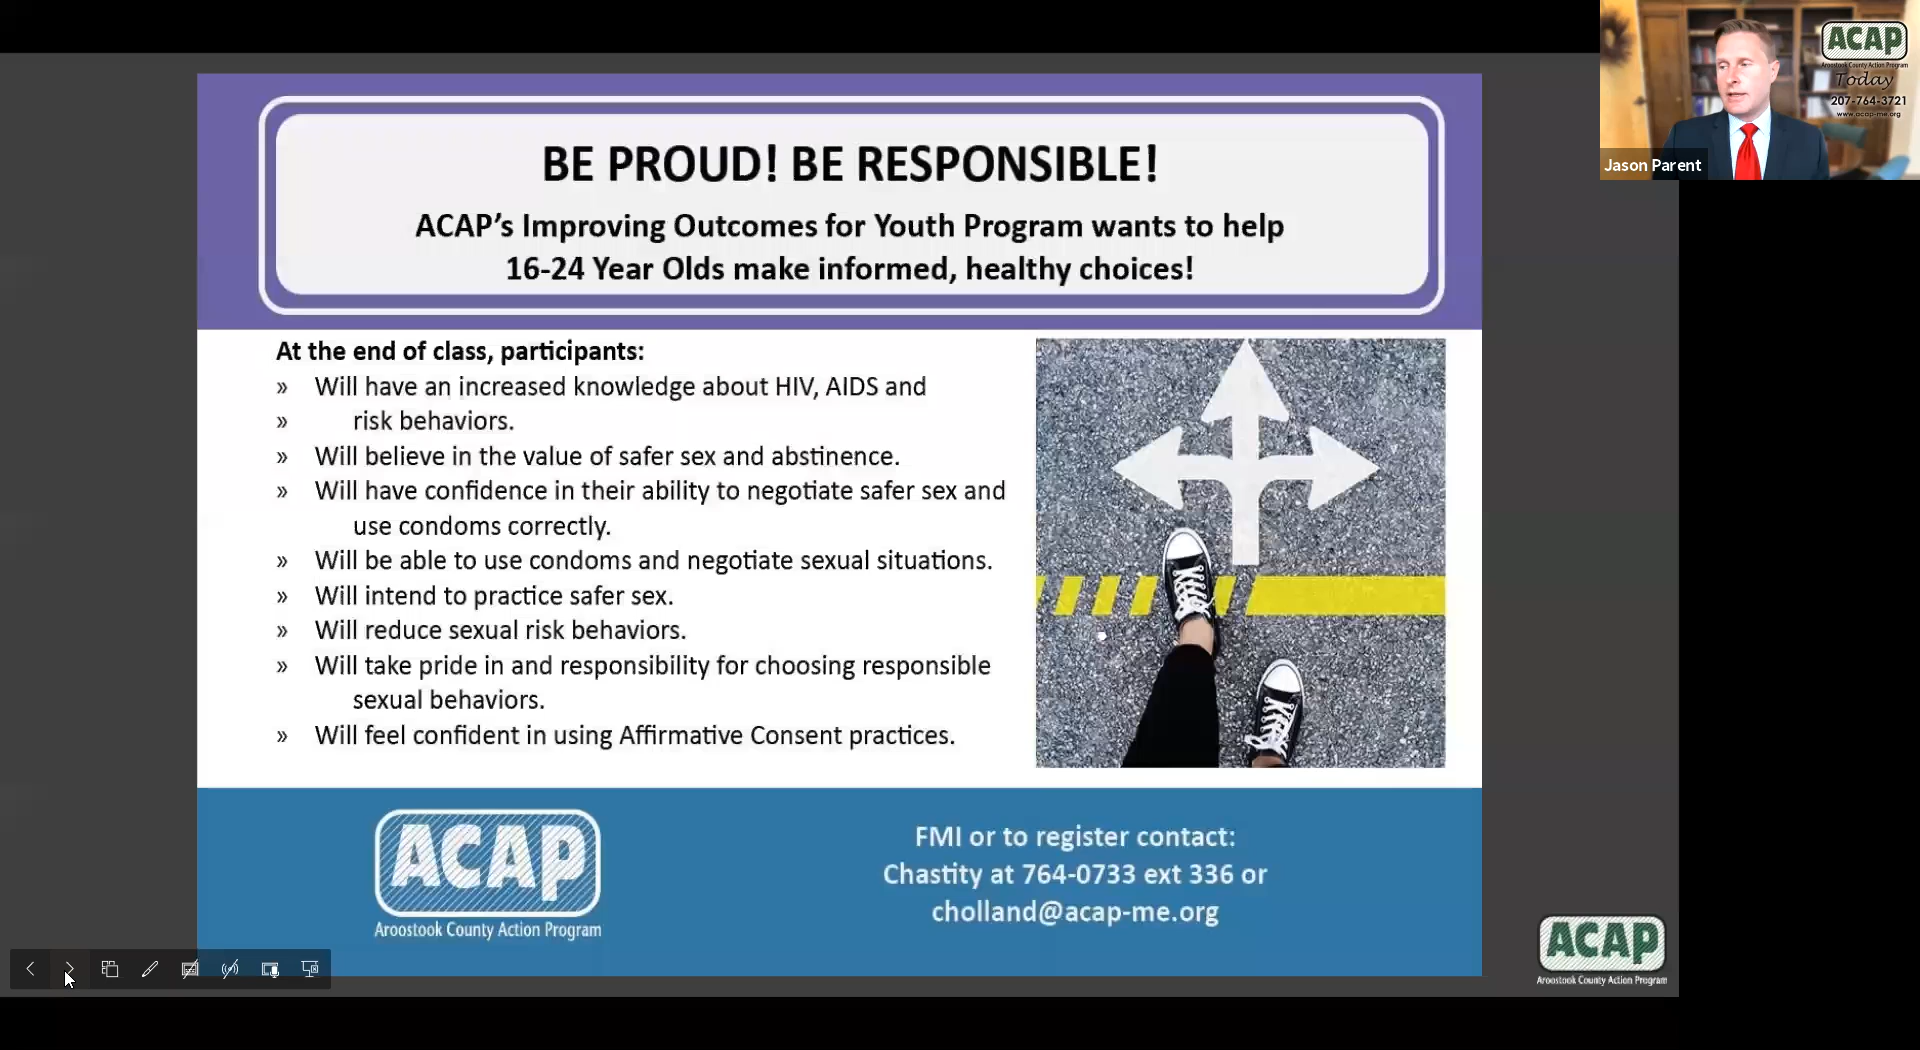 BE PROUD! BE RESPONSIBLE!
ACAP's Improving Outcomes for Youth Program wants to help
16-24 Year Olds make informed, healthy choices!
At the end of class, participants:
» Will have an increased knowledge about HIV, AIDS and
» risk behaviors.
» Will believe in the value of safer sex and abstinence.
» Will have confidence in their ability to negotiate safer sex and
use condoms correctly.
» Will be able to use condoms and negotiate sexual situations.
» Will intend to practice safer sex.
» Will reduce sexual risk behaviors.
» Will take pride in and responsibility for choosing responsible
sexual behaviors.
» Will feel confident in using Affirmative Consent practices.
ACAP
Aroostook County Action Program
FMI or to register contact:
Chastity at 764-0733 ext 336 or
cholland@acap-me.org
ACAP
Aroostook County Action Program
Today
207-764-3721
www.acap-me.org
Jason Parent
ACAP
Aroostook County Action Program